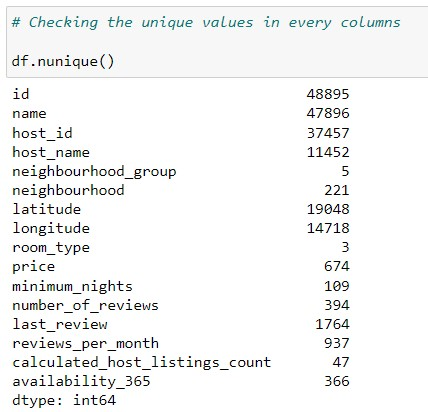 # Checking the unique values in every columns
df.nunique()
id 48895
name 47896
host_id 37457
host_name 11452
neighbourhood_group 5
neighbourhood 221
latitude 19048
longitude 14718
room_type 3
price 674
minimum_nights 109
number_of_reviews 394
last_review 1764
reviews_per_month 937
calculated_host_listings_count 47
availability_365 366
dtype: int64